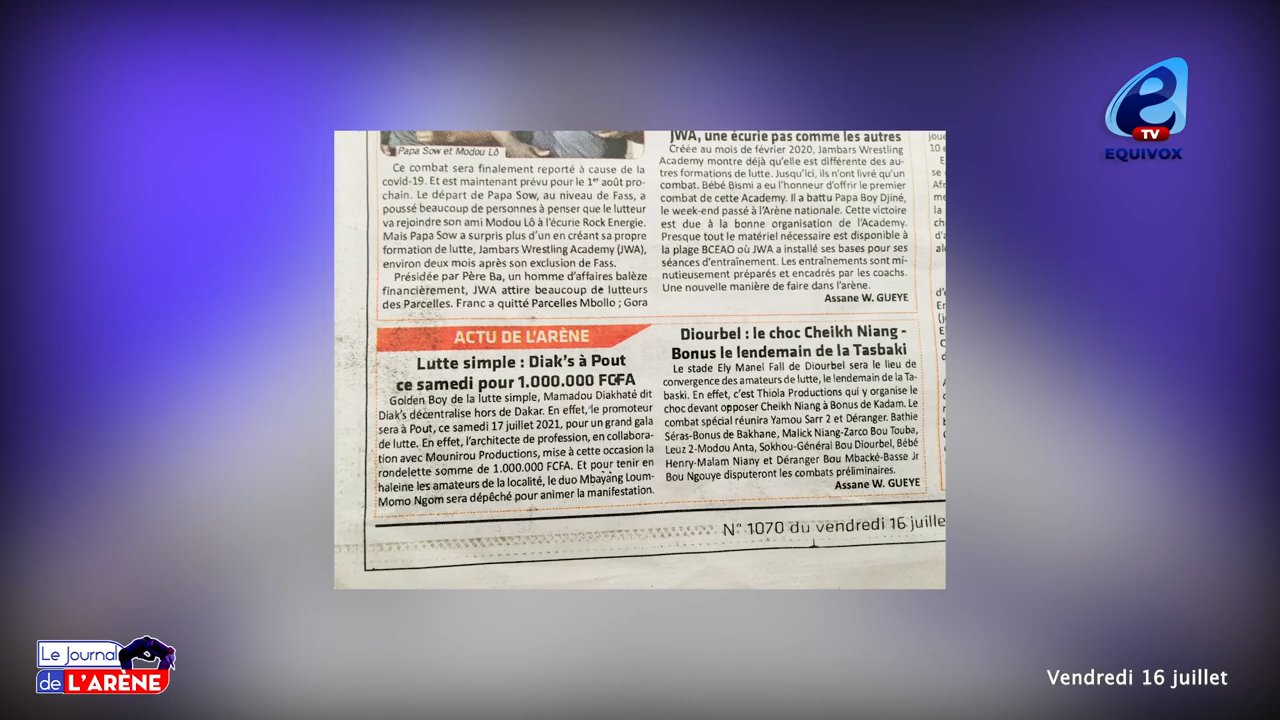 Papa Sow et Modou Lô
Ce combat sera finalement reporté à cause de la
covid-19. Et est maintenant prévu pour le 1er août pro-
chain. Le départ de Papa Sow, au niveau de Fass, a
poussé beaucoup de personnes à penser que le lutteur
va rejoindre son ami Modou Lô à l'écurie Rock Energie.
Mais Papa Sow a surpris plus d'un en créant sa propre
formation de lutte, Jambars Wrestling Academy (JWA),
environ deux mois après son exclusion de Fass.
Présidée par Père Ba, un homme d'affaires balèze
financièrement, JWA attire beaucoup de lutteurs
des Parcelles. Franc a quitté Parcelles Mbollo ; Gora
JWA, une écurie pas comme les autres
Créée au mois de février 2020, Jambars Wrestling
Academy montre déjà qu'elle est différente des au-
tres formations de lutte. Jusqu'ici, ils n'ont livré qu'un
combat. Bébé Bismi a eu l'honneur d'offrir le premier
combat de cette Academy. Il a battu Papa Boy Djiné,
le week-end passé à l'Arène nationale. Cette victoire
est due à la bonne organisation de l'Academy.
Presque tout le matériel nécessaire est disponible à
la plage BCEAO où JWA a installé ses bases pour ses
séances d'entraînement. Les entraînements sont mi-
nutieusement préparés et encadrés par les coachs.
Une nouvelle manière de faire dans l'arène.
Assane W. GUEYE
ACTU DE L'ARÈNE
Lutte simple : Diak's à Pout
ce samedi pour 1.000.000 FCFA
Golden Boy de la lutte simple, Mamadou Diakhaté dit
Diak's décentralise hors de Dakar. En effet, le promoteur
sera à Pout, ce samedi 17 juillet 2021, pour un grand gala
de lutte. En effet, l'architecte de profession, en collabora-
tion avec Mounirou Productions, mise à cette occasion la
rondelette somme de 1.000.000 FCFA. Et pour tenir en
haleine les amateurs de la localité, le duo Mbayang Loum-
Momo Ngom sera dépêché pour animer la manifestation.
Diourbel : le choc Cheikh Niang -
Bonus le lendemain de la Tasbaki
Le stade Ely Manel Fall de Diourbel sera le lieu de
convergence des amateurs de lutte, le lendemain de la Ta-
baski. En effet, c'est Thiola Productions qui y organise le
choc devant opposer Cheikh Niang à Bonus de Kadam. Le
combat spécial réunira Yamou Sarr 2 et Déranger. Bathie
Séras-Bonus de Bakhane, Malick Niang-Zarco Bou Touba,
Leuz 2-Modou Anta, Sokhou-Général Bou Diourbel, Bébé
Henry-Malam Niany et Déranger Bou Mbacké-Basse Jr
Bou Ngouye disputeront les combats préliminaires.
Assane W. GUEYE
N° 1070 du vendredi 16 juille
e
TV
EQUIVOX
Le Journal
de L'ARÈNE
Vendredi 16 juillet